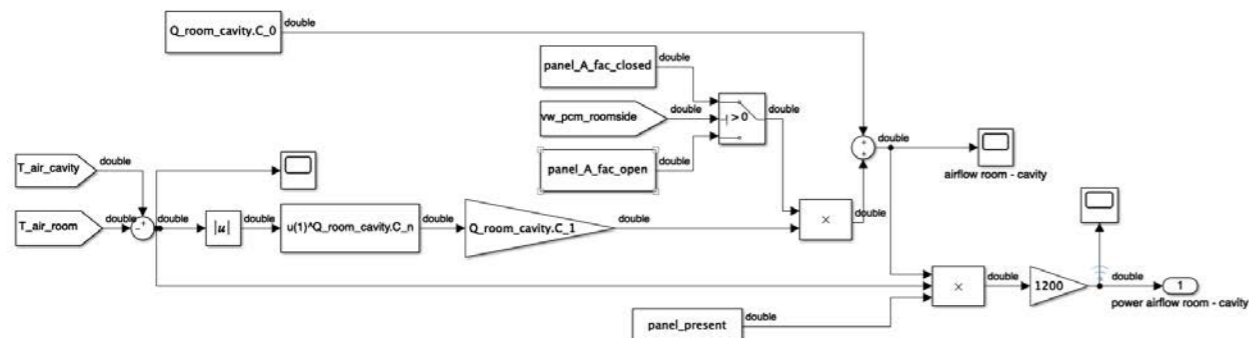 Q_room_cavity.C_0
double
panel_A_fac_closed
double
vw_pcm_roomside
double
> 0
double
panel_A_fac_open
double
double
airflow room - cavity
T_air_cavity
double
T_air_room
double
- +
double
|u|
double
u(1)^Q_room_cavity.C_n
double
Q_room_cavity.C_1
double
×
double
+
+
×
double
1200
double
1
power airflow room - cavity
panel_present
double